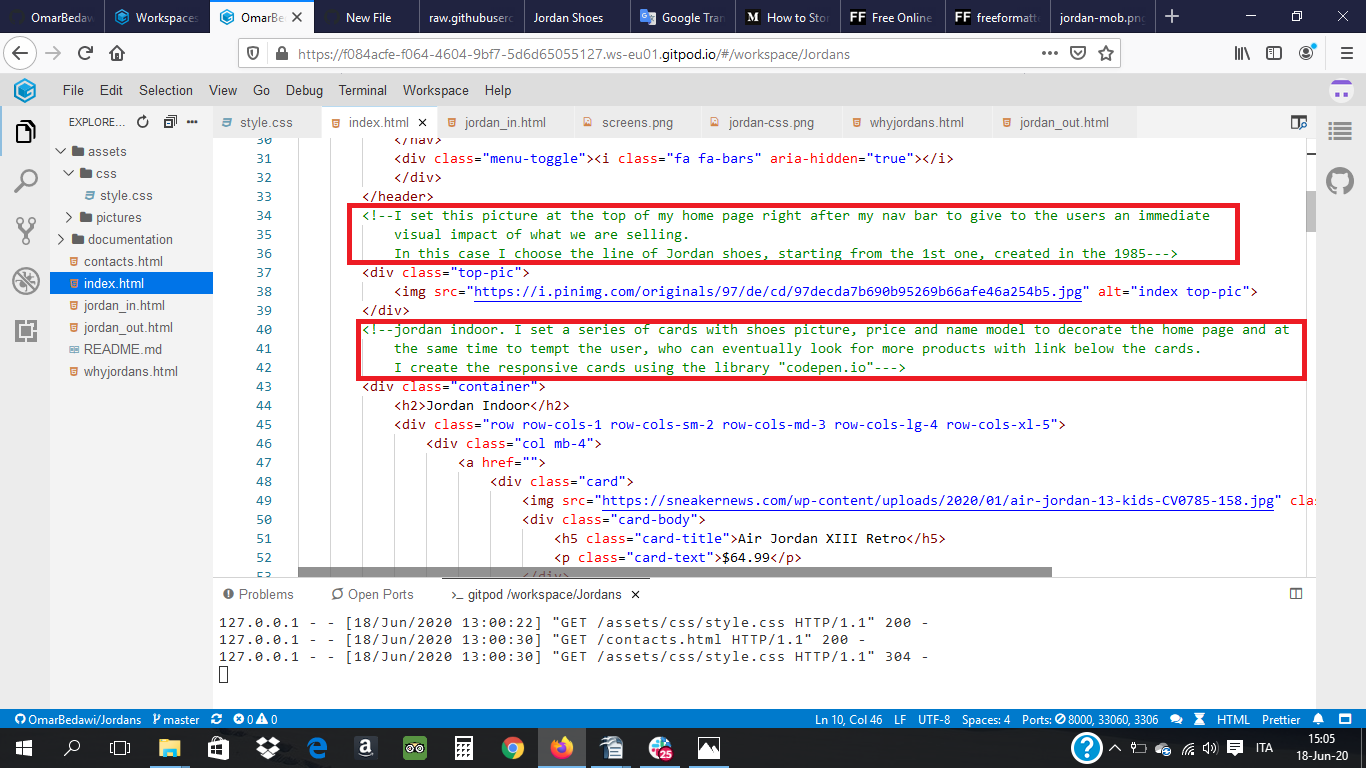 OmarBedawi
Workspaces
OmarBe
New File
raw.githubuserc
Jordan Shoes
Google Tran
M How to Stor
FF Free Online
FF freeformatte
jordan-mob.png
https://f084acfe-f064-4604-9bf7-5d6d65055127.ws-eu01.gitpod.io/#/workspace/Jordans
File Edit Selection View Go Debug Terminal Workspace Help
EXPLORE...
style.css
index.html
jordan_in.html
screens.png
jordan-css.png
whyjordans.html
jordan_out.html
assets
css
style.css
pictures
documentation
contacts.html
index.html
jordan_in.html
jordan_out.html
README.md
whyjordans.html
30 </nav>
31 <div class="menu-toggle"><i class="fa fa-bars" aria-hidden="true"></i>
32 </div>
33 </header>
34 <!--I set this picture at the top of my home page right after my nav bar to give to the users an immediate
35 visual impact of what we are selling.
36 In this case I choose the line of Jordan shoes, starting from the 1st one, created in the 1985--->
37 <div class="top-pic">
38 <img src="https://i.pinimg.com/originals/97/de/cd/97decda7b690b95269b66afe46a254b5.jpg" alt="index top-pic">
39 </div>
40 <!--jordan indoor. I set a series of cards with shoes picture, price and name model to decorate the home page and at
41 the same time to tempt the user, who can eventually look for more products with link below the cards.
42 I create the responsive cards using the library "codepen.io"--->
43 <div class="container">
44 <h2>Jordan Indoor</h2>
45 <div class="row row-cols-1 row-cols-sm-2 row-cols-md-3 row-cols-lg-4 row-cols-xl-5">
46 <div class="col mb-4">
47 <a href="">
48 <div class="card">
49 <img src="https://sneakernews.com/wp-content/uploads/2020/01/air-jordan-13-kids-CV0785-158.jpg" clas
50 <div class="card-body">
51 <h5 class="card-title">Air Jordan XIII Retro</h5>
52 <p class="card-text">$64.99</p>
53 </div>
Problems
Open Ports
>_ gitpod /workspace/Jordans
127.0.0.1 - - [18/Jun/2020 13:00:22] "GET /assets/css/style.css HTTP/1.1" 200 -
127.0.0.1 - - [18/Jun/2020 13:00:30] "GET /contacts.html HTTP/1.1" 200 -
127.0.0.1 - - [18/Jun/2020 13:00:30] "GET /assets/css/style.css HTTP/1.1" 304 -
OmarBedawi/Jordans master 0 0
Ln 10, Col 46 LF UTF-8 Spaces: 4 Ports: 8000, 33060, 3306 HTML Prettier
25
ITA
15:05
18-Jun-20